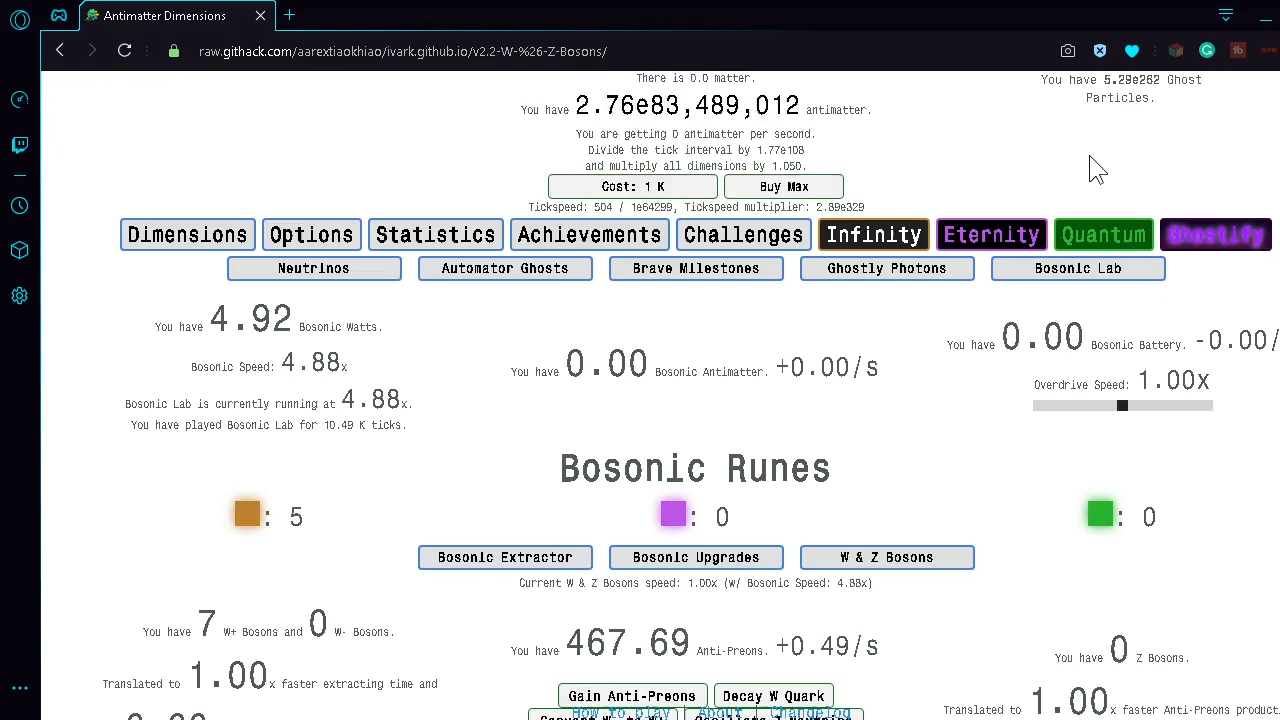 Antimatter Dimensions
raw.githack.com/aarextiaokhiao/ivark.github.io/v2.2-W-%26-Z-Bosons/
There is 0.0 matter.
You have 2.76e83,489,012 antimatter.
You have 5.29e262 Ghost
Particles.
You are getting 0 antimatter per second.
Divide the tick interval by 1.77e108
and multiply all dimensions by 1.050.
Cost: 1 K Buy Max
Tickspeed: 504 / 1e64299, Tickspeed multiplier: 2.89e329
Dimensions Options Statistics Achievements Challenges Infinity Eternity Quantum Ghostify
Neutrinos Automator Ghosts Brave Milestones Ghostly Photons Bosonic Lab
You have 4.92 Bosonic Watts.
Bosonic Speed: 4.88x
Bosonic Lab is currently running at 4.88x.
You have played Bosonic Lab for 10.49 K ticks.
You have 0.00 Bosonic Antimatter. +0.00/s
You have 0.00 Bosonic Battery. -0.00/
Overdrive Speed: 1.00x
Bosonic Runes
: 5 : 0 : 0
Bosonic Extractor Bosonic Upgrades W & Z Bosons
Current W & Z Bosons speed: 1.00x (w/ Bosonic Speed: 4.88x)
You have 7 W+ Bosons and 0 W- Bosons.
Translated to 1.00x faster extracting time and
You have 467.69 Anti-Preons. +0.49/s
Gain Anti-Preons Decay W Quark
How to play | About | Changelog
You have 0 Z Bosons.
Translated to 1.00x faster Anti-Preons product